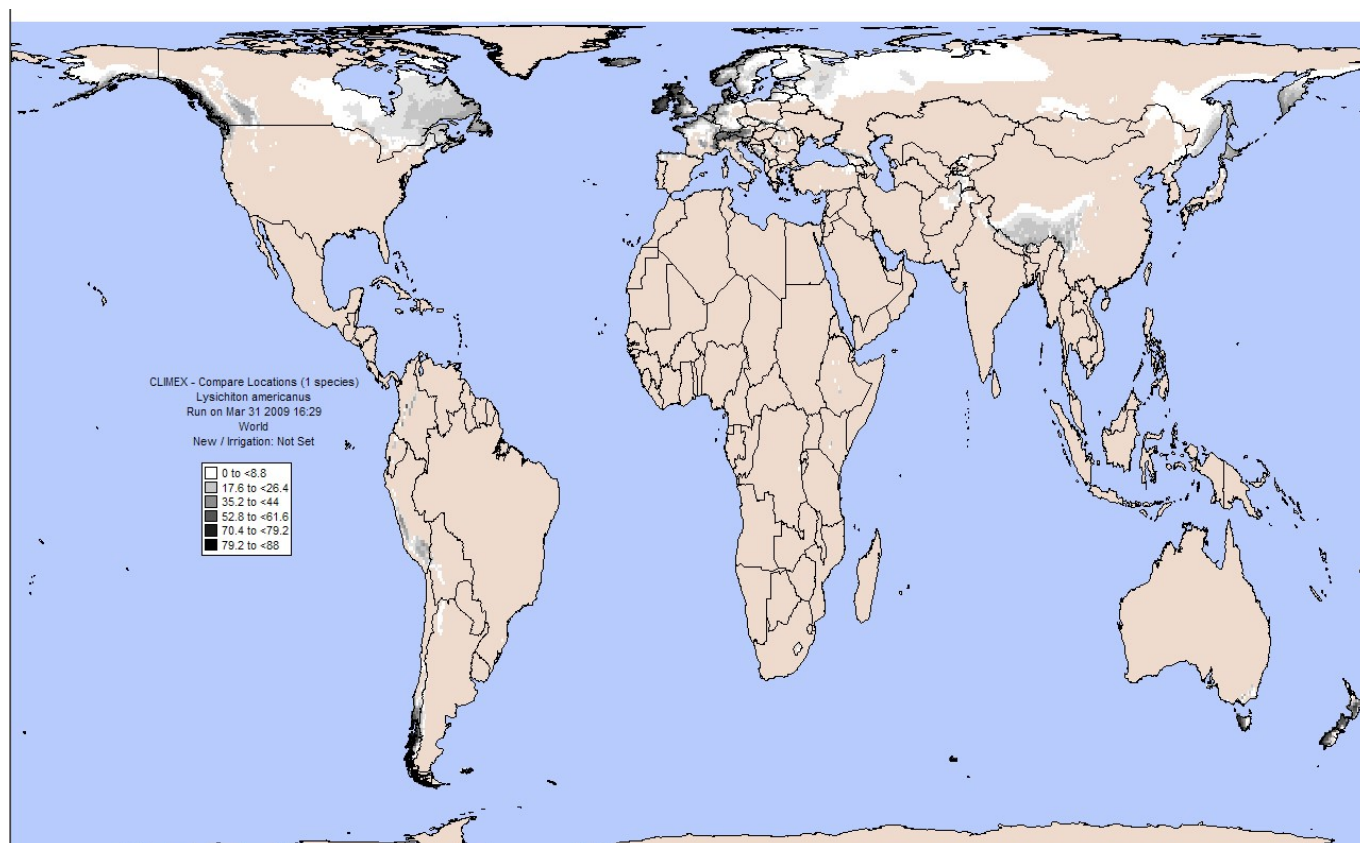 CLIMEX - Compare Locations (1 species)
Lysichiton americanus
Run on Mar 31 2009 16:29
World
New / Irrigation: Not Set
0 to <8.8
17.6 to <26.4
35.2 to <44
52.8 to <61.6
70.4 to <79.2
79.2 to <88